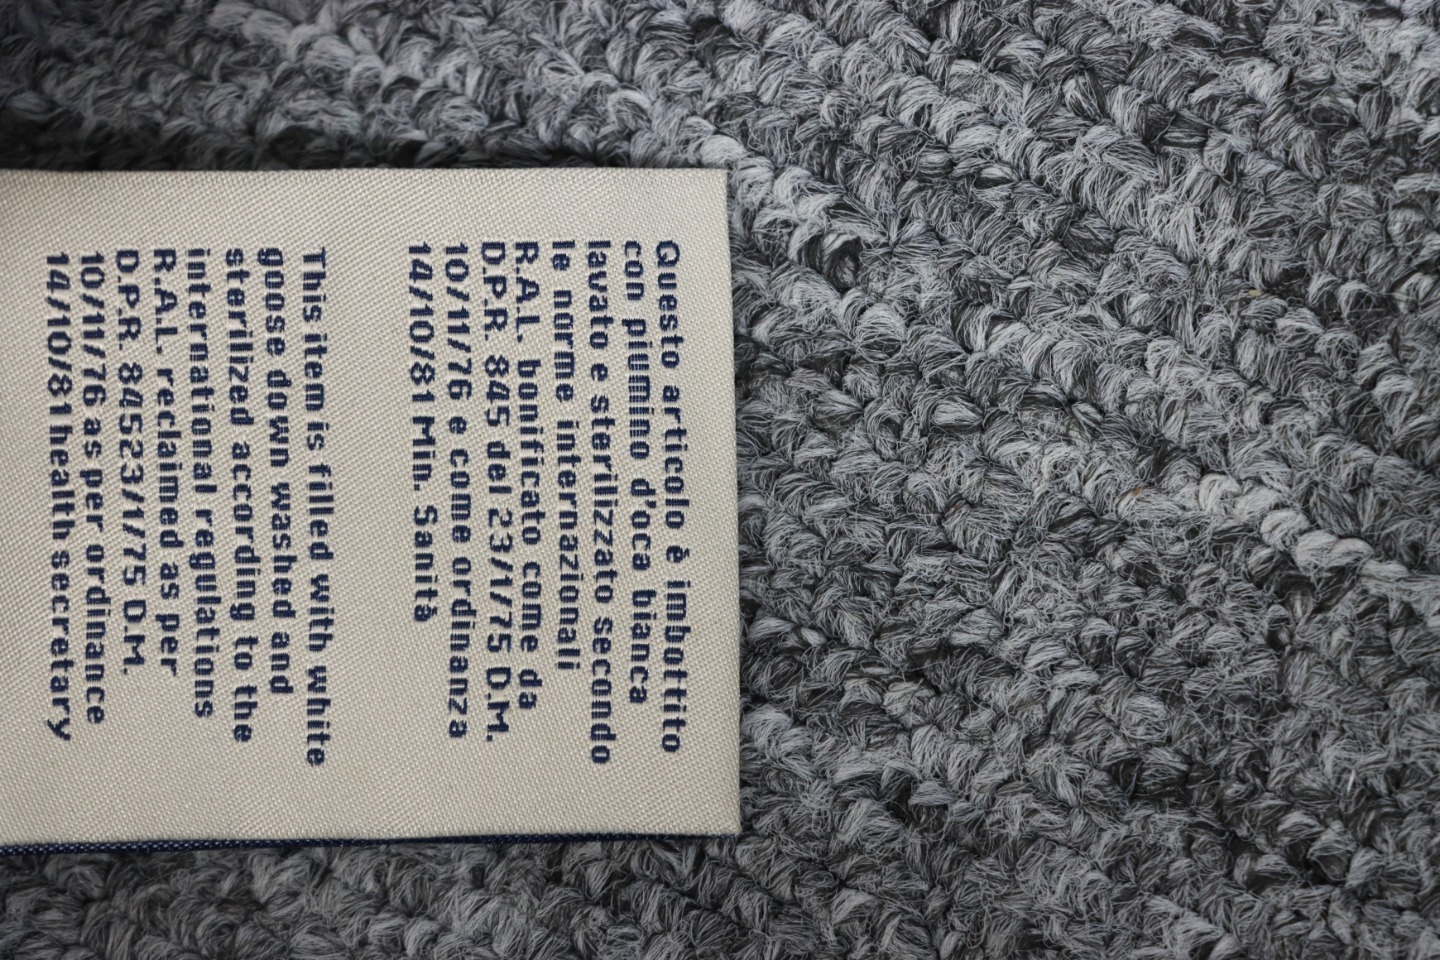 Questo articolo è imbottito
con piumino d'oca bianca
lavato e sterilizzato secondo
le norme internazionali
R.A.L. bonificato come da
D.P.R. 845 del 23/1/75 D.M.
10/11/76 e come ordinanza
14/10/81 Min. Sanità
This item is filled with white
goose down washed and
sterilized according to the
international regulations
R.A.L. reclaimed as per
D.P.R. 84523/1/75 D.M.
10/11/76 as per ordinance
14/10/81 health secretary